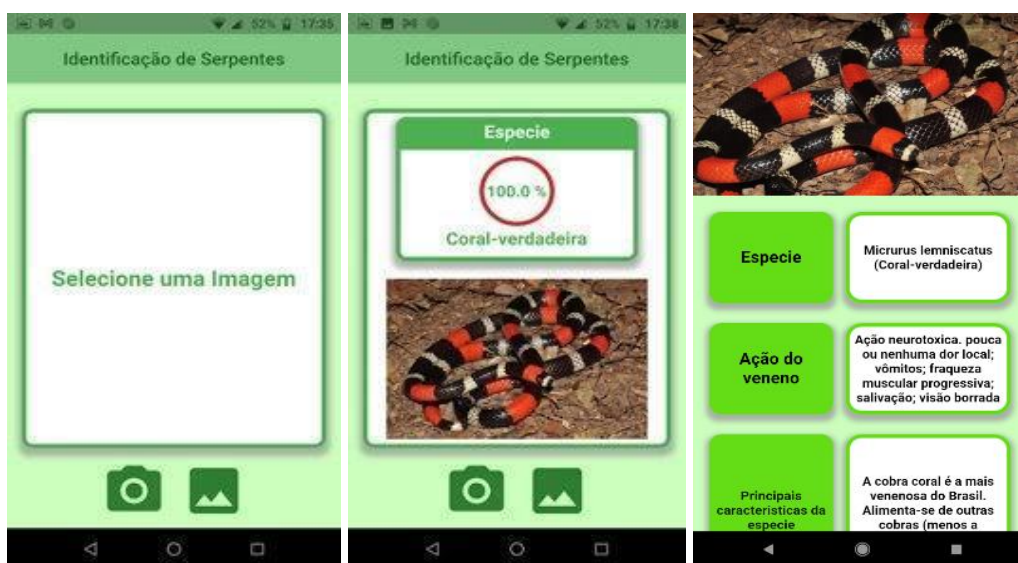 52% 17:35
Identificação de Serpentes
Selecione uma Imagem
52% 17:38
Identificação de Serpentes
Especie
100.0 %
Coral-verdadeira
Especie
Micrurus lemniscatus
(Coral-verdadeira)
Ação do
veneno
Ação neurotoxica. pouca
ou nenhuma dor local;
vômitos; fraqueza
muscular progressiva;
salivação; visão borrada
Principais
caracteristicas da
especie
A cobra coral é a mais
venenosa do Brasil.
Alimenta-se de outras
cobras (menos a